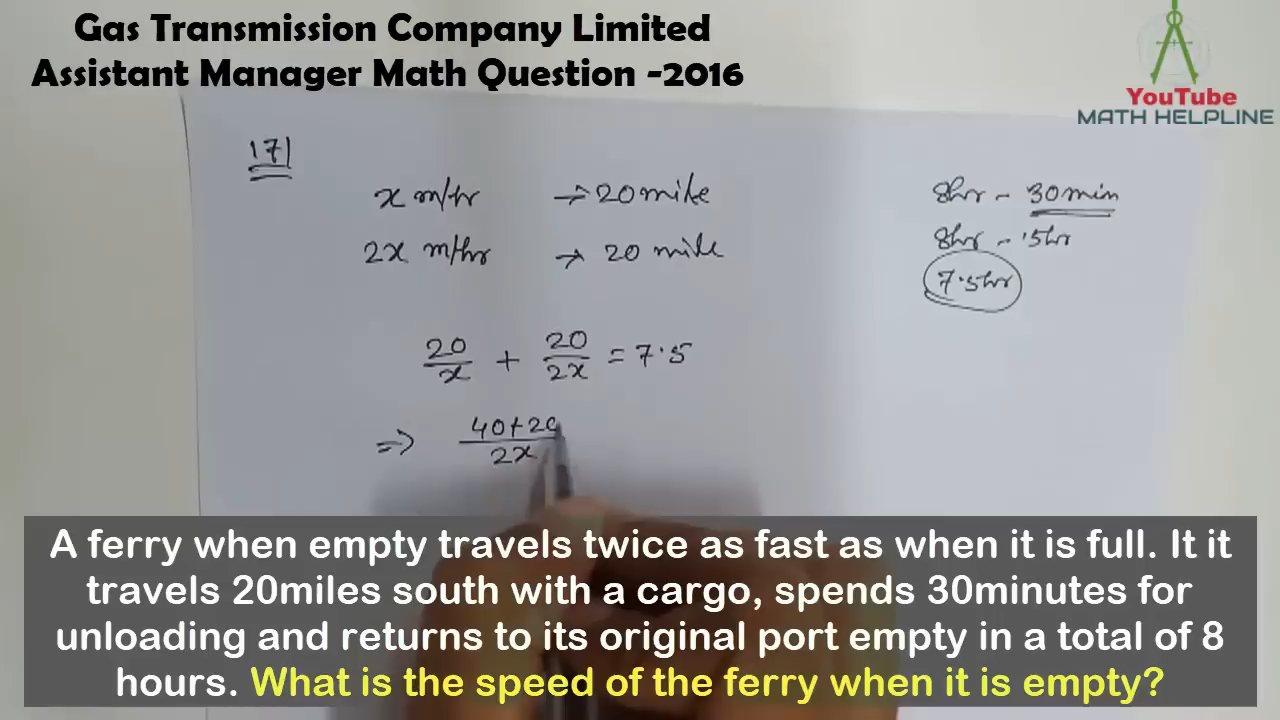 Gas Transmission Company Limited
Assistant Manager Math Question -2016
YouTube
MATH HELPLINE
171
x m/hr → 20 mile
2x m/hr → 20 mile
8hr - 30min
8hr - .5hr
7.5hr
20/x + 20/2x = 7.5
⇒ 40+20/2x
A ferry when empty travels twice as fast as when it is full. It it
travels 20miles south with a cargo, spends 30minutes for
unloading and returns to its original port empty in a total of 8
hours. What is the speed of the ferry when it is empty?